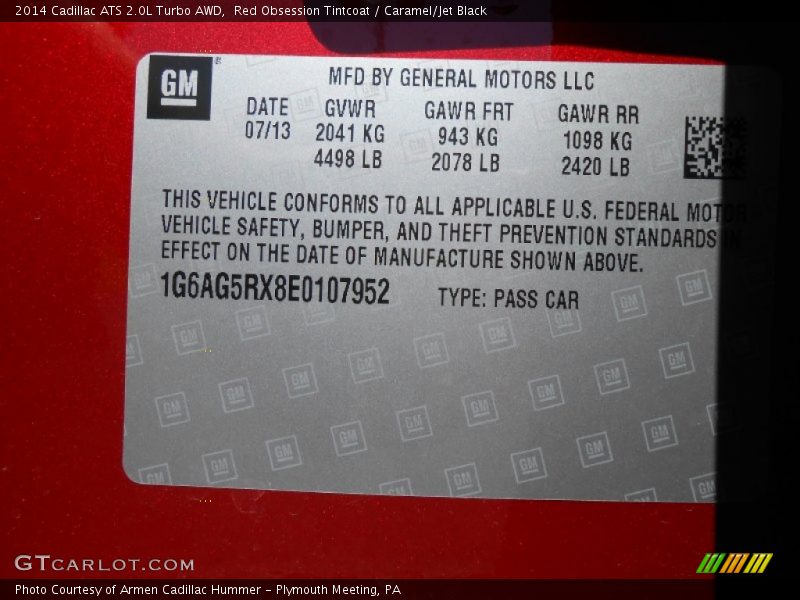 2014 Cadillac ATS 2.0L Turbo AWD, Red Obsession Tintcoat / Caramel/Jet Black
GM
MFD BY GENERAL MOTORS LLC
DATE GVWR GAWR FRT GAWR RR
07/13 2041 KG 943 KG 1098 KG
4498 LB 2078 LB 2420 LB
THIS VEHICLE CONFORMS TO ALL APPLICABLE U.S. FEDERAL MOTOR
VEHICLE SAFETY, BUMPER, AND THEFT PREVENTION STANDARDS IN
EFFECT ON THE DATE OF MANUFACTURE SHOWN ABOVE.
1G6AG5RX8E0107952 TYPE: PASS CAR
GTCARLOT.COM
Photo Courtesy of Armen Cadillac Hummer - Plymouth Meeting, PA